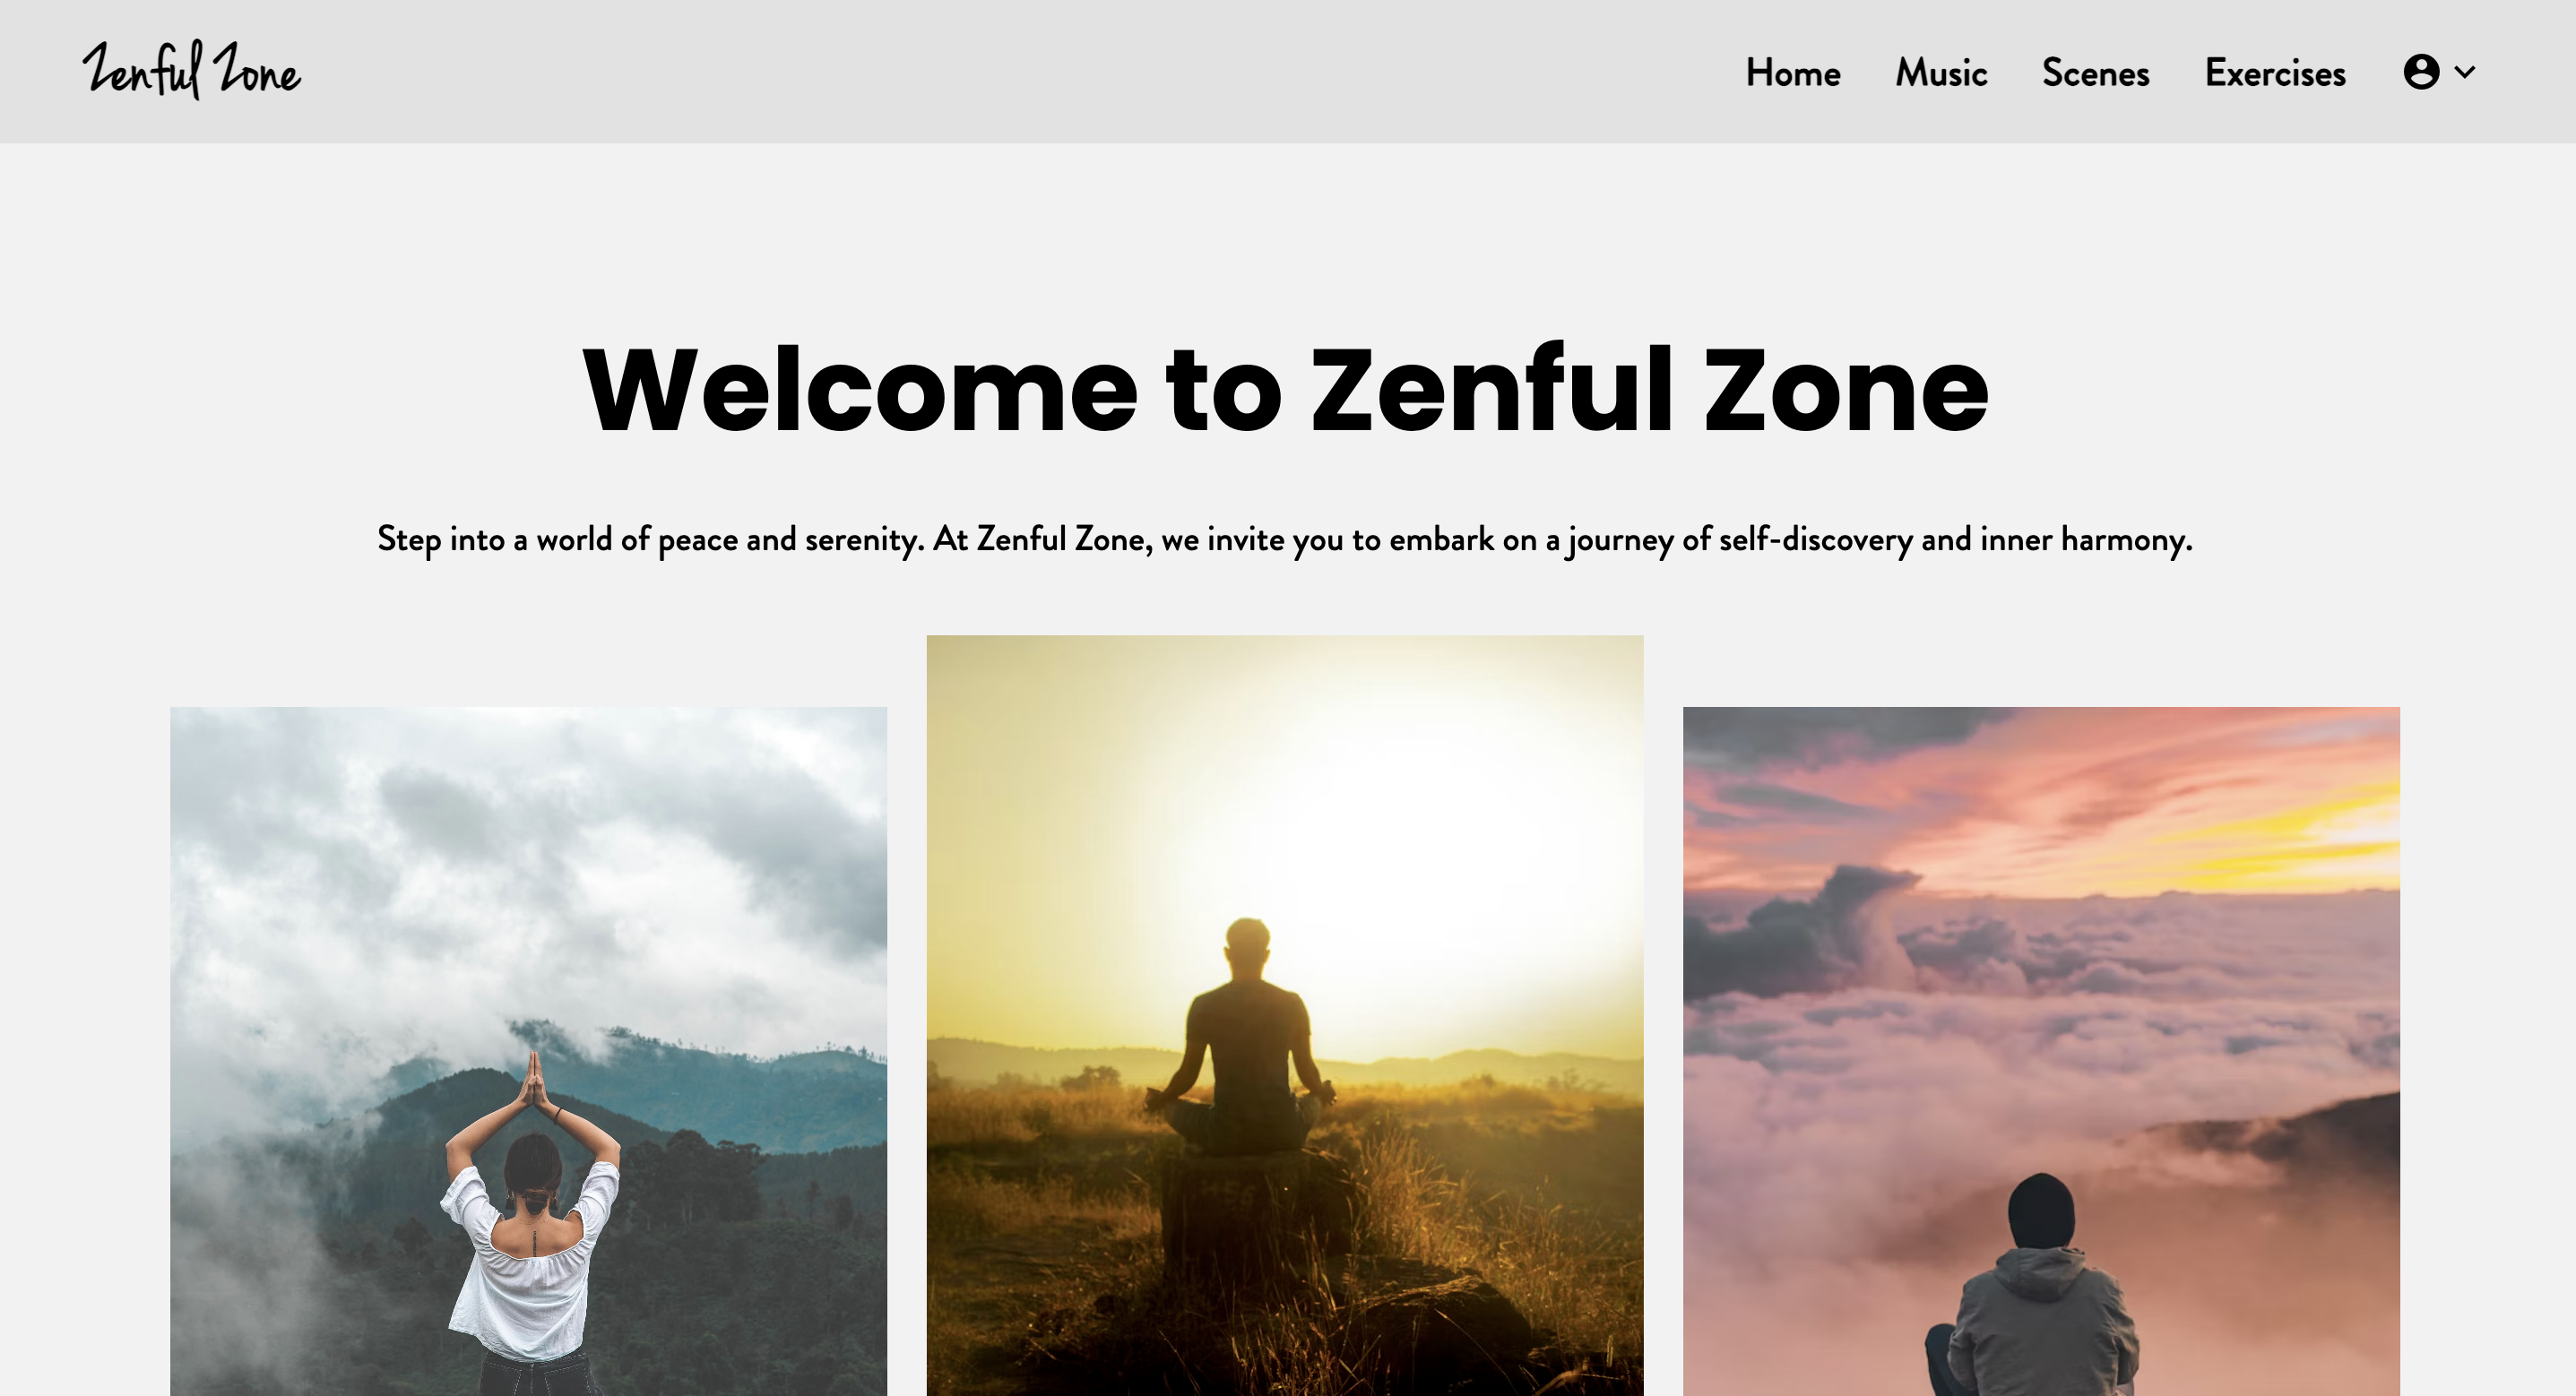 Zenful Zone
Home Music Scenes Exercises
Welcome to Zenful Zone
Step into a world of peace and serenity. At Zenful Zone, we invite you to embark on a journey of self-discovery and inner harmony.